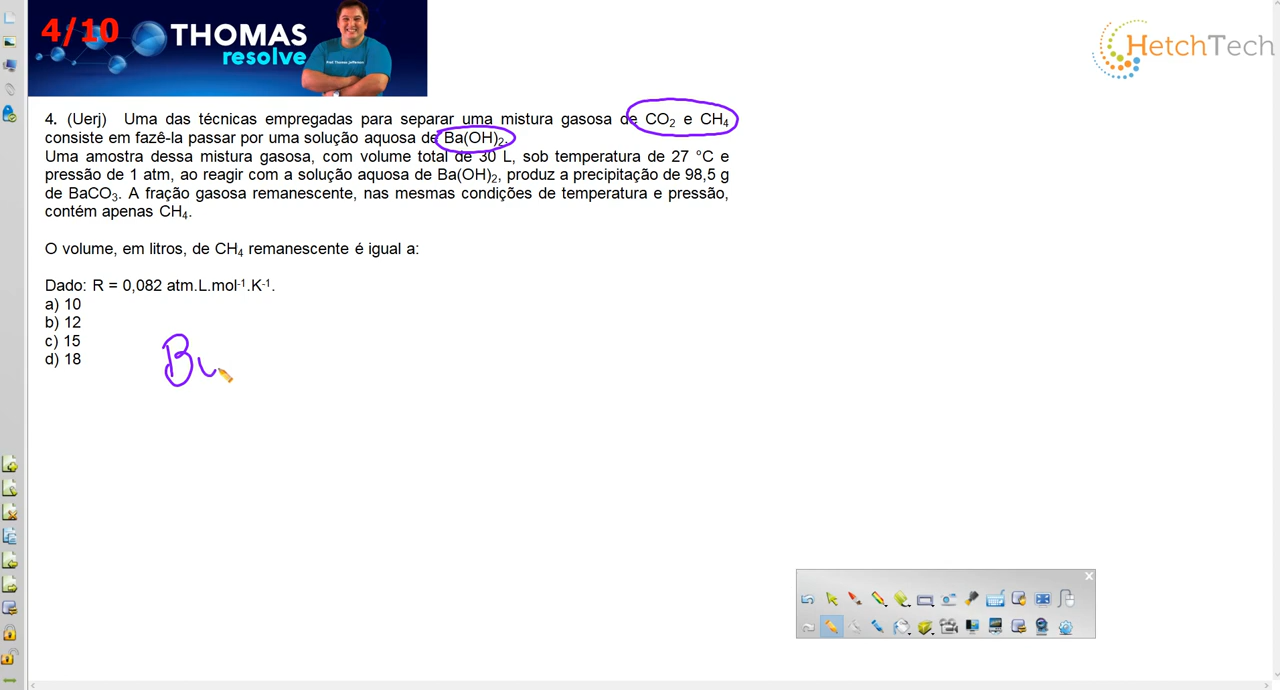 4/10
THOMAS
resolve
Prof. Thomas Jefferson
HetchTech
4. (Uerj) Uma das técnicas empregadas para separar uma mistura gasosa de CO₂ e CH₄
consiste em fazê-la passar por uma solução aquosa de Ba(OH)₂.
Uma amostra dessa mistura gasosa, com volume total de 30 L, sob temperatura de 27 °C e
pressão de 1 atm, ao reagir com a solução aquosa de Ba(OH)₂, produz a precipitação de 98,5 g
de BaCO₃. A fração gasosa remanescente, nas mesmas condições de temperatura e pressão,
contém apenas CH₄.
O volume, em litros, de CH₄ remanescente é igual a:
Dado: R = 0,082 atm.L.mol⁻¹.K⁻¹.
a) 10
b) 12
c) 15
d) 18